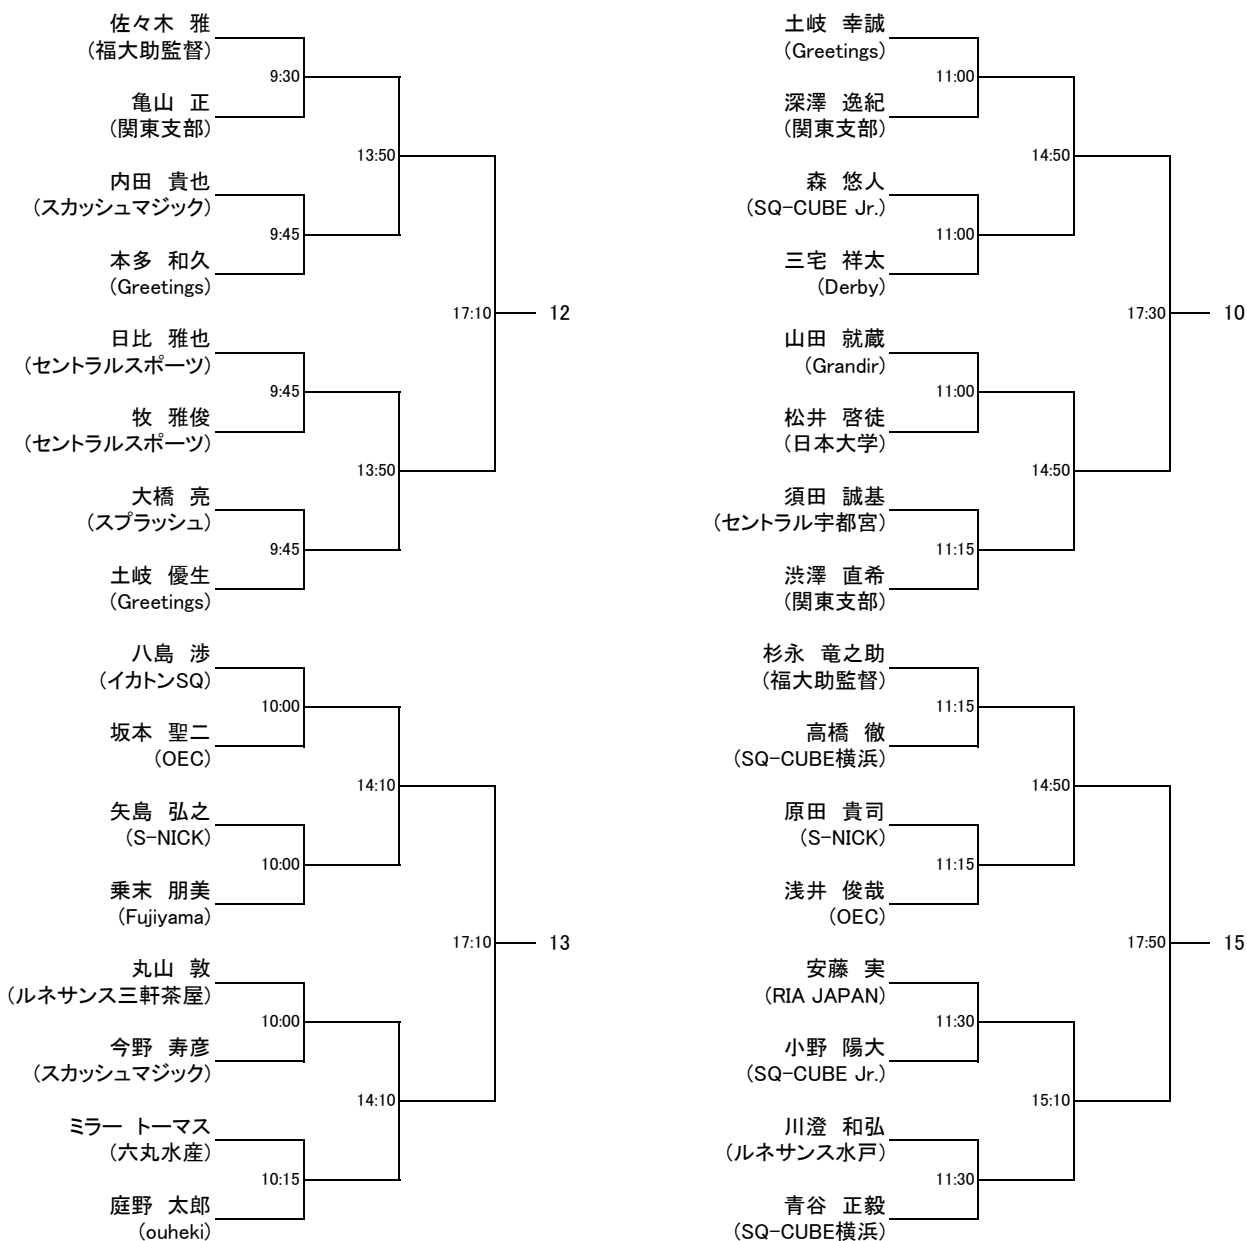 佐々木 雅
(福大助監督)
9:30
亀山 正
(関東支部)
13:50
内田 貴也
(スカッシュマジック)
9:45
本多 和久
(Greetings)
17:10
12
日比 雅也
(セントラルスポーツ)
9:45
牧 雅俊
(セントラルスポーツ)
13:50
大橋 亮
(スプラッシュ)
9:45
土岐 優生
(Greetings)
八島 渉
(イカトンSQ)
10:00
坂本 聖二
(OEC)
14:10
矢島 弘之
(S-NICK)
10:00
乗末 朋美
(Fujiyama)
17:10
13
丸山 敦
(ルネサンス三軒茶屋)
10:00
今野 寿彦
(スカッシュマジック)
14:10
ミラー トーマス
(六丸水産)
10:15
庭野 太郎
(ouheki)
土岐 幸誠
(Greetings)
11:00
深澤 逸紀
(関東支部)
14:50
森 悠人
(SQ-CUBE Jr.)
11:00
三宅 祥太
(Derby)
17:30
10
山田 就蔵
(Grandir)
11:00
松井 啓徒
(日本大学)
14:50
須田 誠基
(セントラル宇都宮)
11:15
渋澤 直希
(関東支部)
杉永 竜之助
(福大助監督)
11:15
高橋 徹
(SQ-CUBE横浜)
14:50
原田 貴司
(S-NICK)
11:15
浅井 俊哉
(OEC)
17:50
15
安藤 実
(RIA JAPAN)
11:30
小野 陽大
(SQ-CUBE Jr.)
15:10
川澄 和弘
(ルネサンス水戸)
11:30
青谷 正毅
(SQ-CUBE横浜)